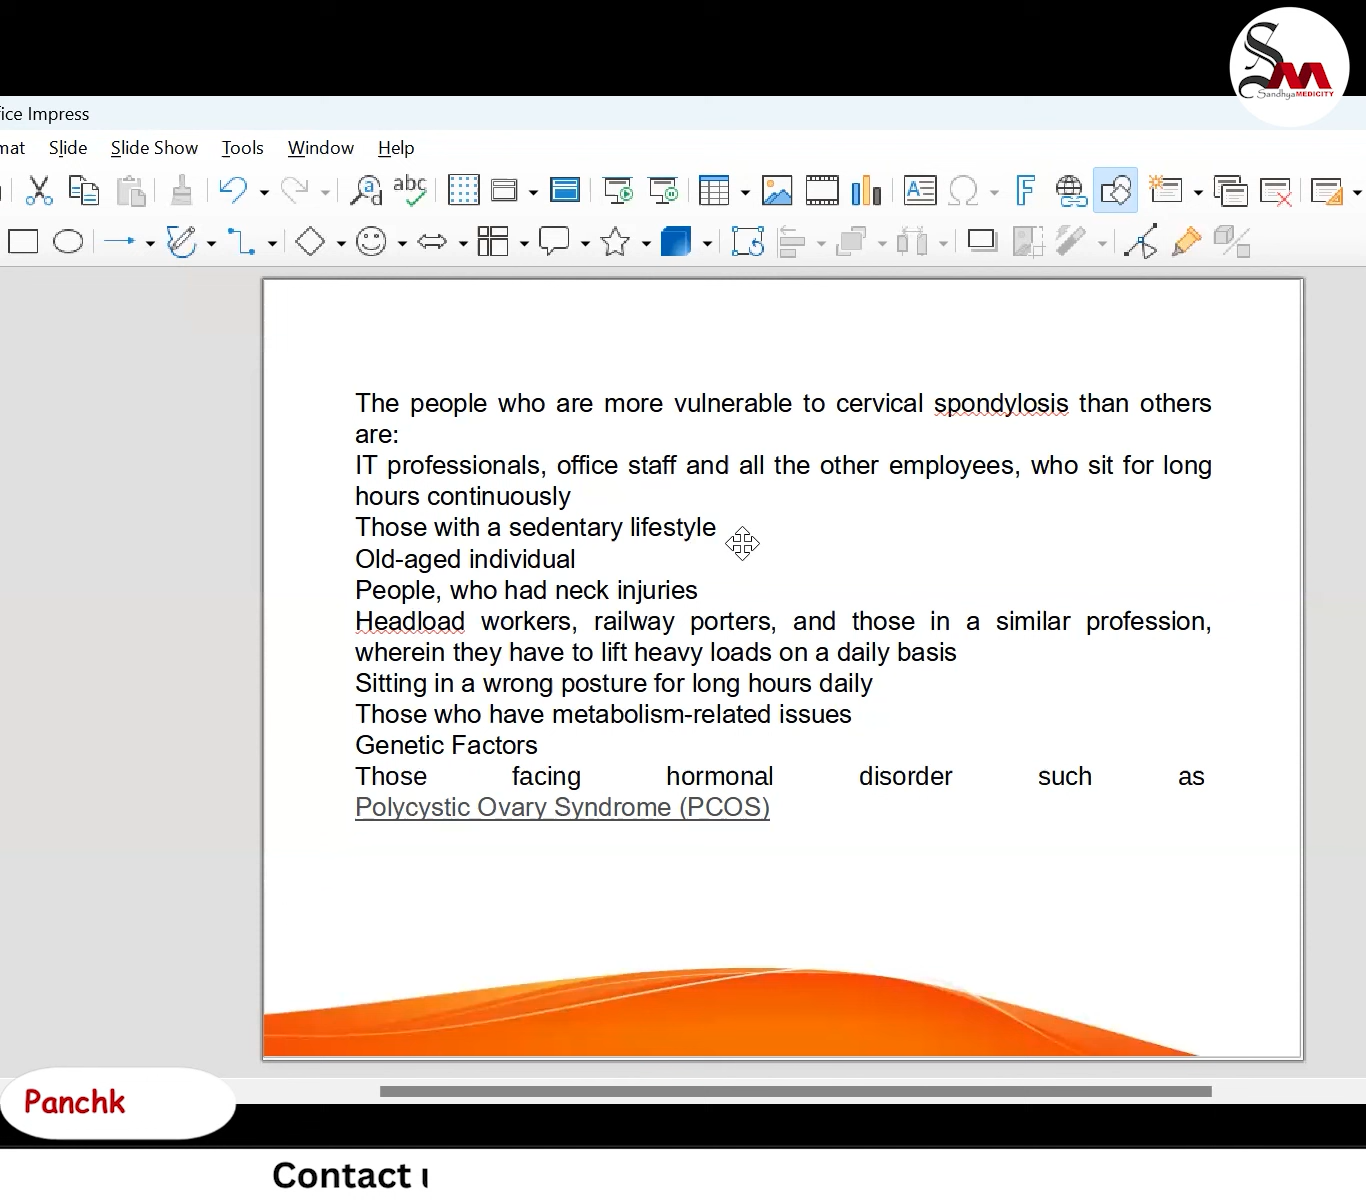 SandhyaMEDICITY
ice Impress
mat Slide Slide Show Tools Window Help
The people who are more vulnerable to cervical spondylosis than others
are:
IT professionals, office staff and all the other employees, who sit for long
hours continuously
Those with a sedentary lifestyle
Old-aged individual
People, who had neck injuries
Headload workers, railway porters, and those in a similar profession,
wherein they have to lift heavy loads on a daily basis
Sitting in a wrong posture for long hours daily
Those who have metabolism-related issues
Genetic Factors
Those facing hormonal disorder such as
Polycystic Ovary Syndrome (PCOS)
Panchk
Contact